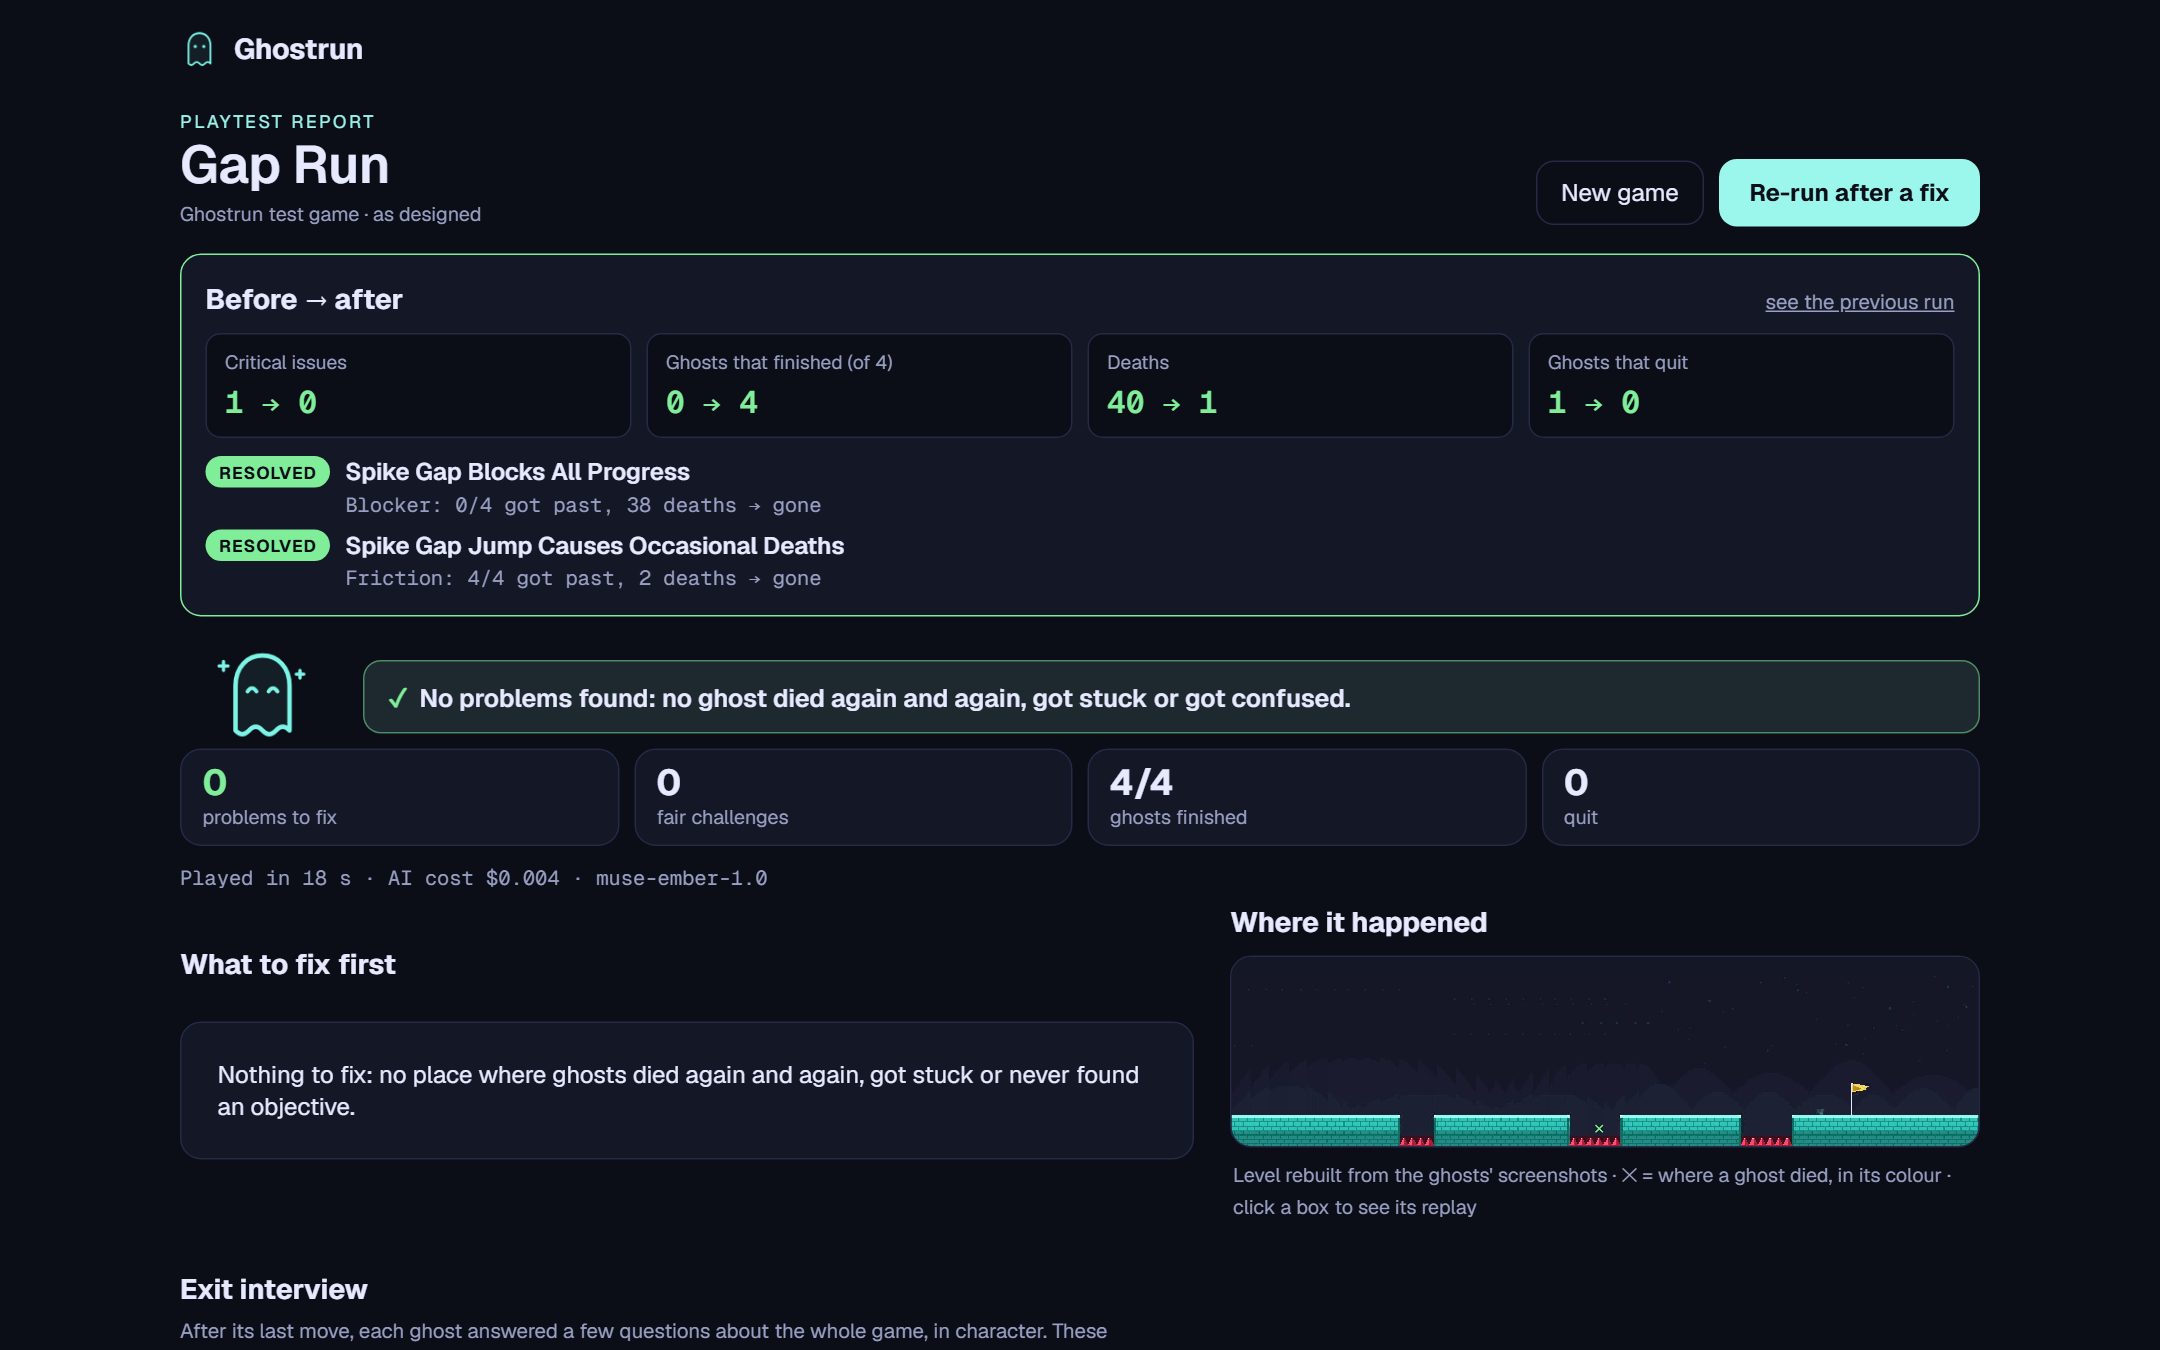 Ghostrun
PLAYTEST REPORT
Gap Run
Ghostrun test game · as designed
New game
Re-run after a fix
Before → after
see the previous run
Critical issues
1 → 0
Ghosts that finished (of 4)
0 → 4
Deaths
40 → 1
Ghosts that quit
1 → 0
RESOLVED Spike Gap Blocks All Progress
Blocker: 0/4 got past, 38 deaths → gone
RESOLVED Spike Gap Jump Causes Occasional Deaths
Friction: 4/4 got past, 2 deaths → gone
✓ No problems found: no ghost died again and again, got stuck or got confused.
0
problems to fix
0
fair challenges
4/4
ghosts finished
0
quit
Played in 18 s · AI cost $0.004 · muse-ember-1.0
What to fix first
Nothing to fix: no place where ghosts died again and again, got stuck or never found
an objective.
Where it happened
Level rebuilt from the ghosts' screenshots · ✕ = where a ghost died, in its colour ·
click a box to see its replay
Exit interview
After its last move, each ghost answered a few questions about the whole game, in character. These